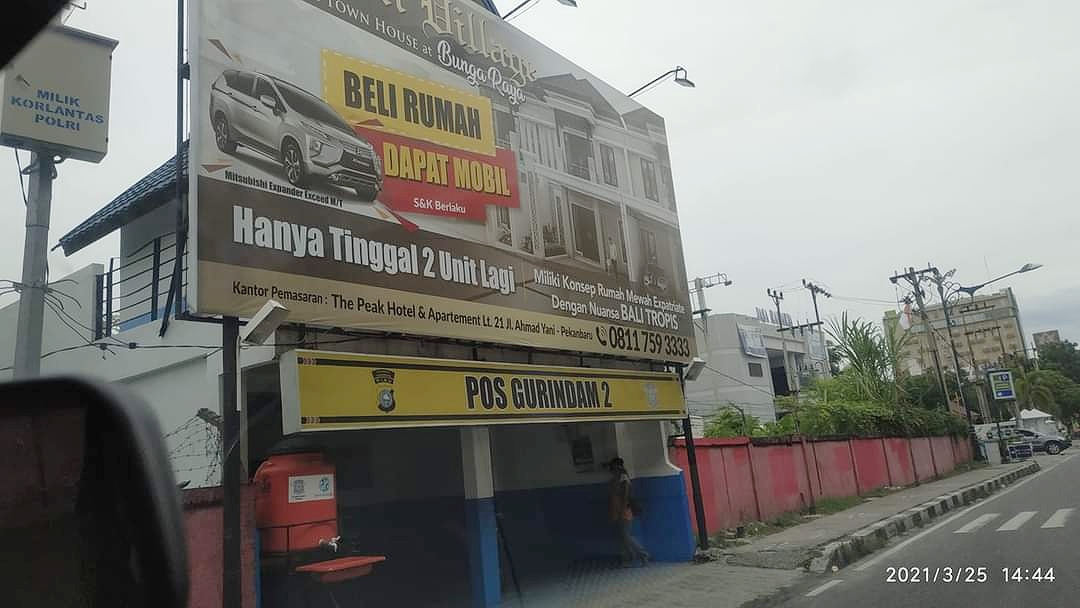 MILIK
KORLANTAS
POLRI
Village
TOWN HOUSE at
Bunga Raya
BELI RUMAH
DAPAT MOBIL
S&K Berlaku
Mitsubishi Expander Exceed M/T
Hanya Tinggal 2 Unit Lagi
Miliki Konsep Rumah Mewah Expatriate
Dengan Nuansa BALI TROPIS
Kantor Pemasaran : The Peak Hotel & Apartement Lt. 21 Jl. Ahmad Yani - Pekanbaru
0811 759 3333
POS GURINDAM 2
2021/3/25 14:44